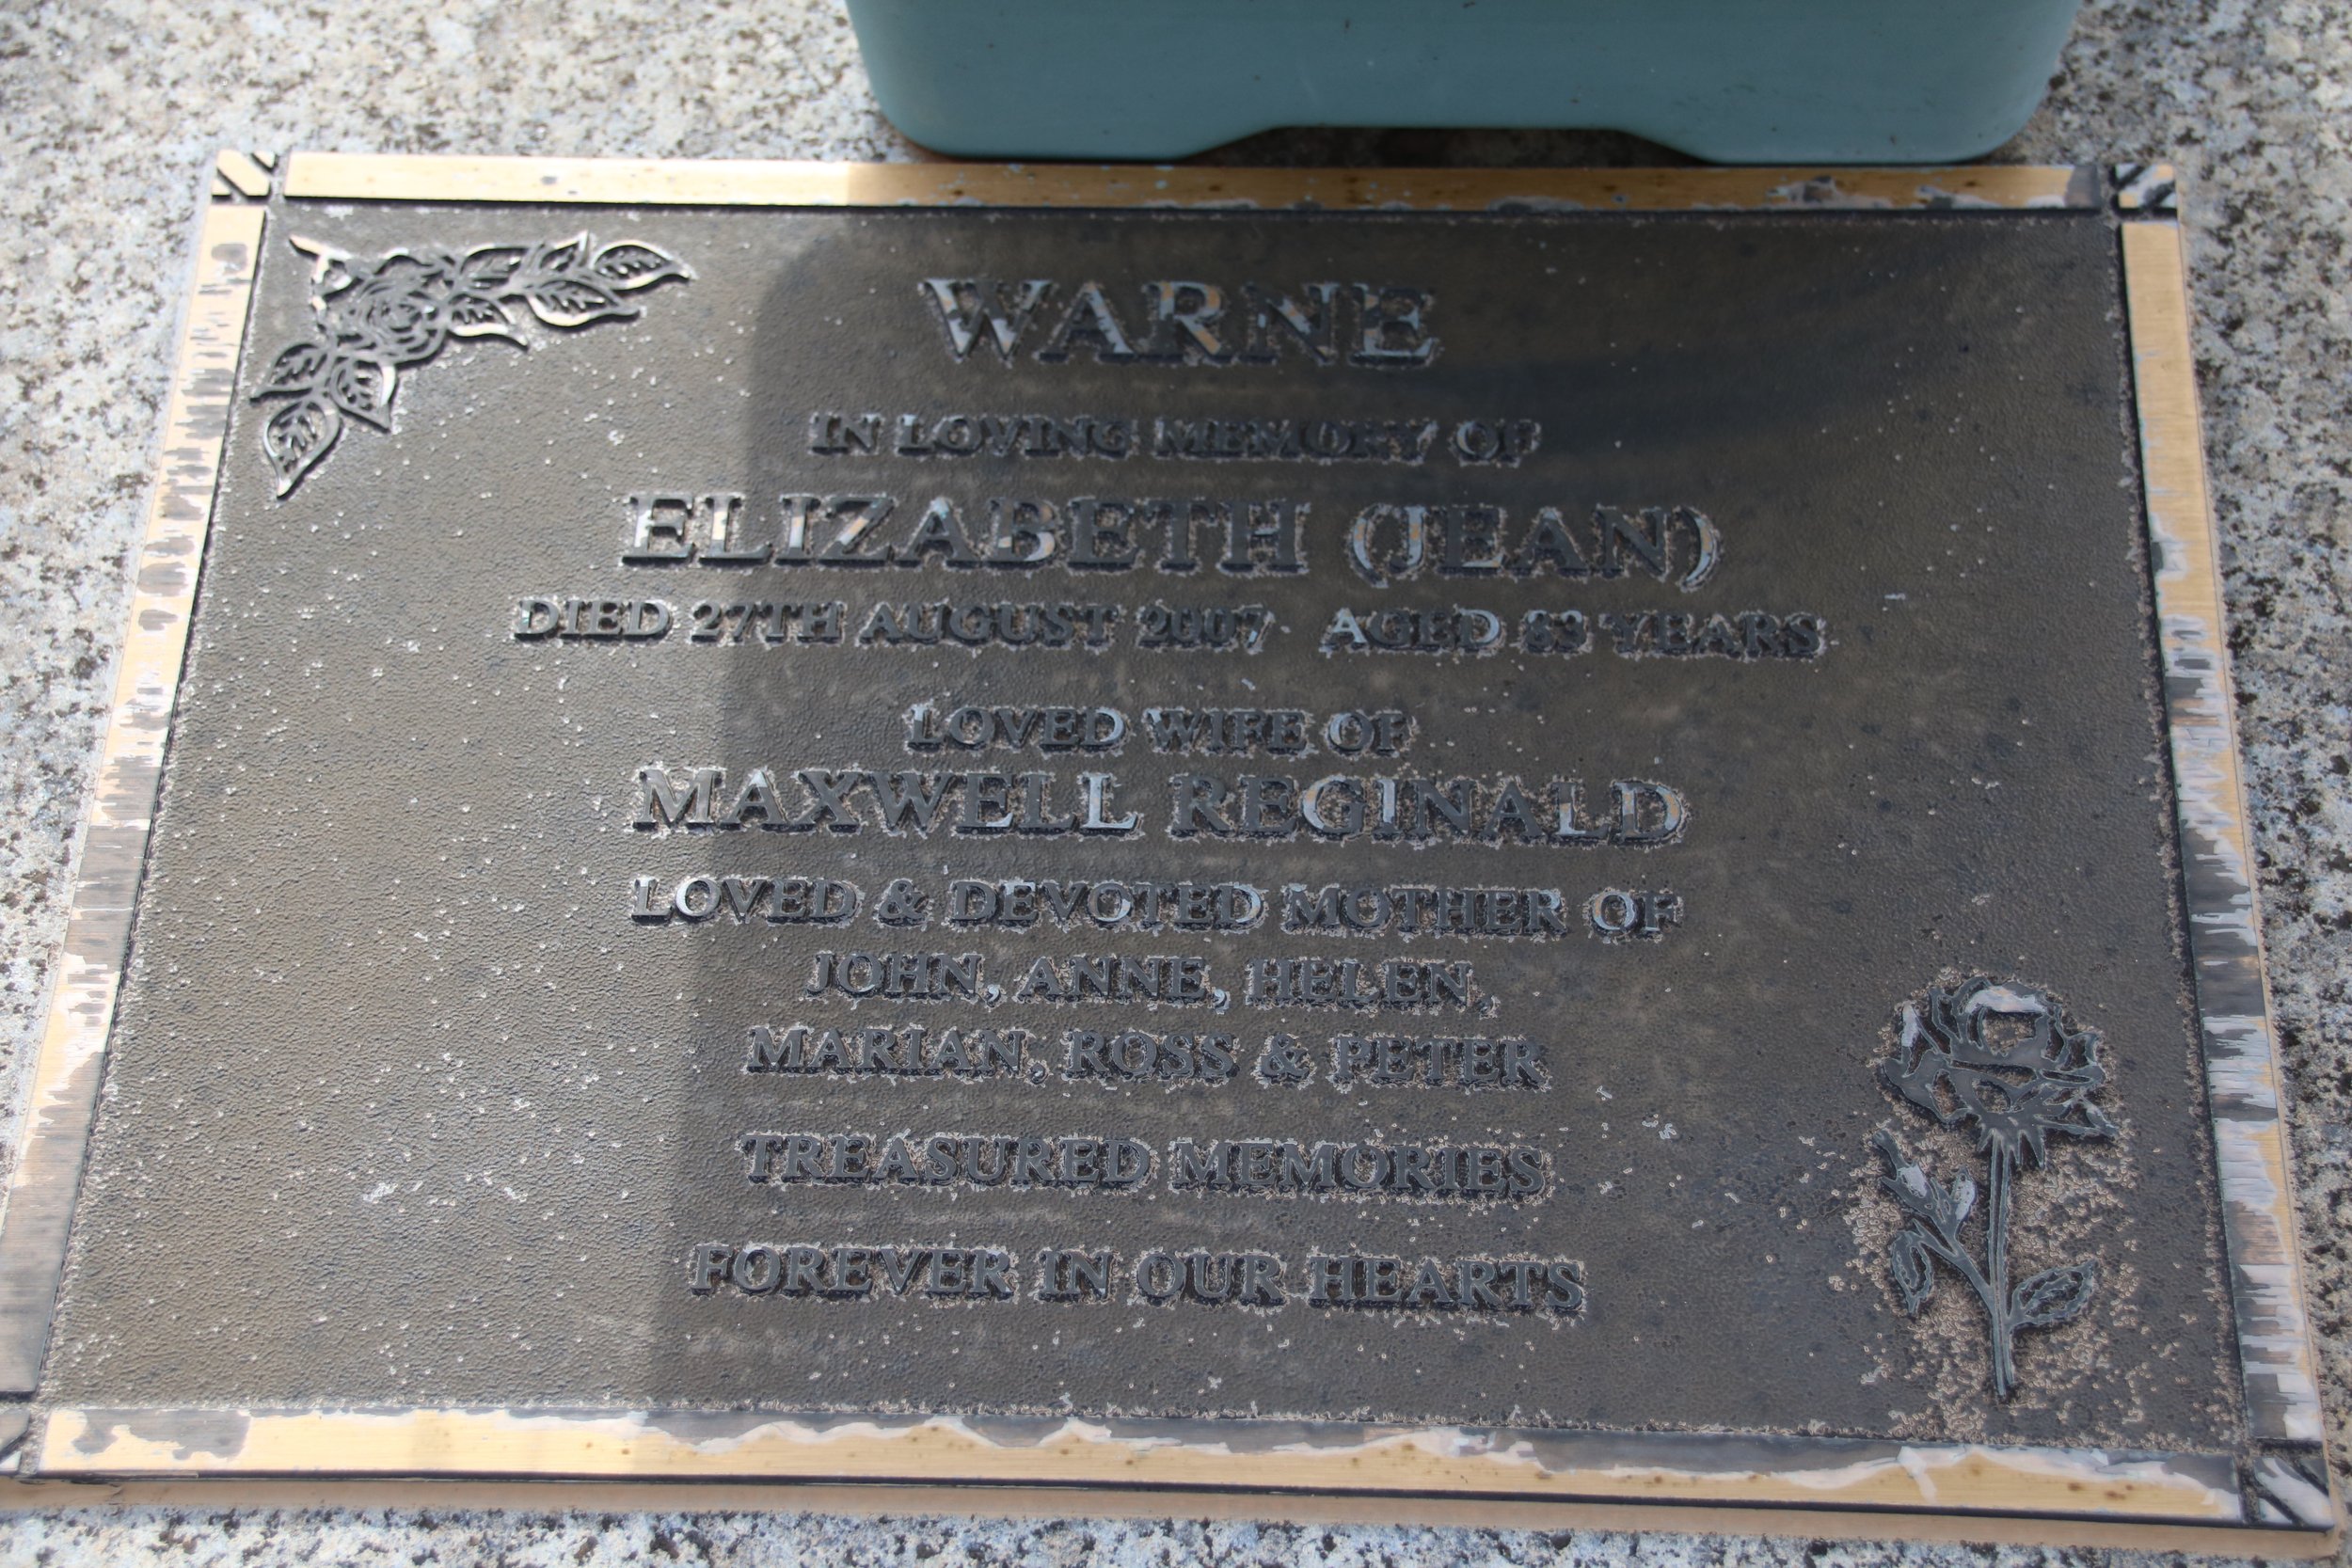 WARNE
IN LOVING MEMORY OF
ELIZABETH (JEAN)
DIED 27TH AUGUST 2007 AGED 83 YEARS
LOVED WIFE OF
MAXWELL REGINALD
LOVED & DEVOTED MOTHER OF
JOHN, ANNE, HELEN,
MARIAN, ROSS & PETER
TREASURED MEMORIES
FOREVER IN OUR HEARTS